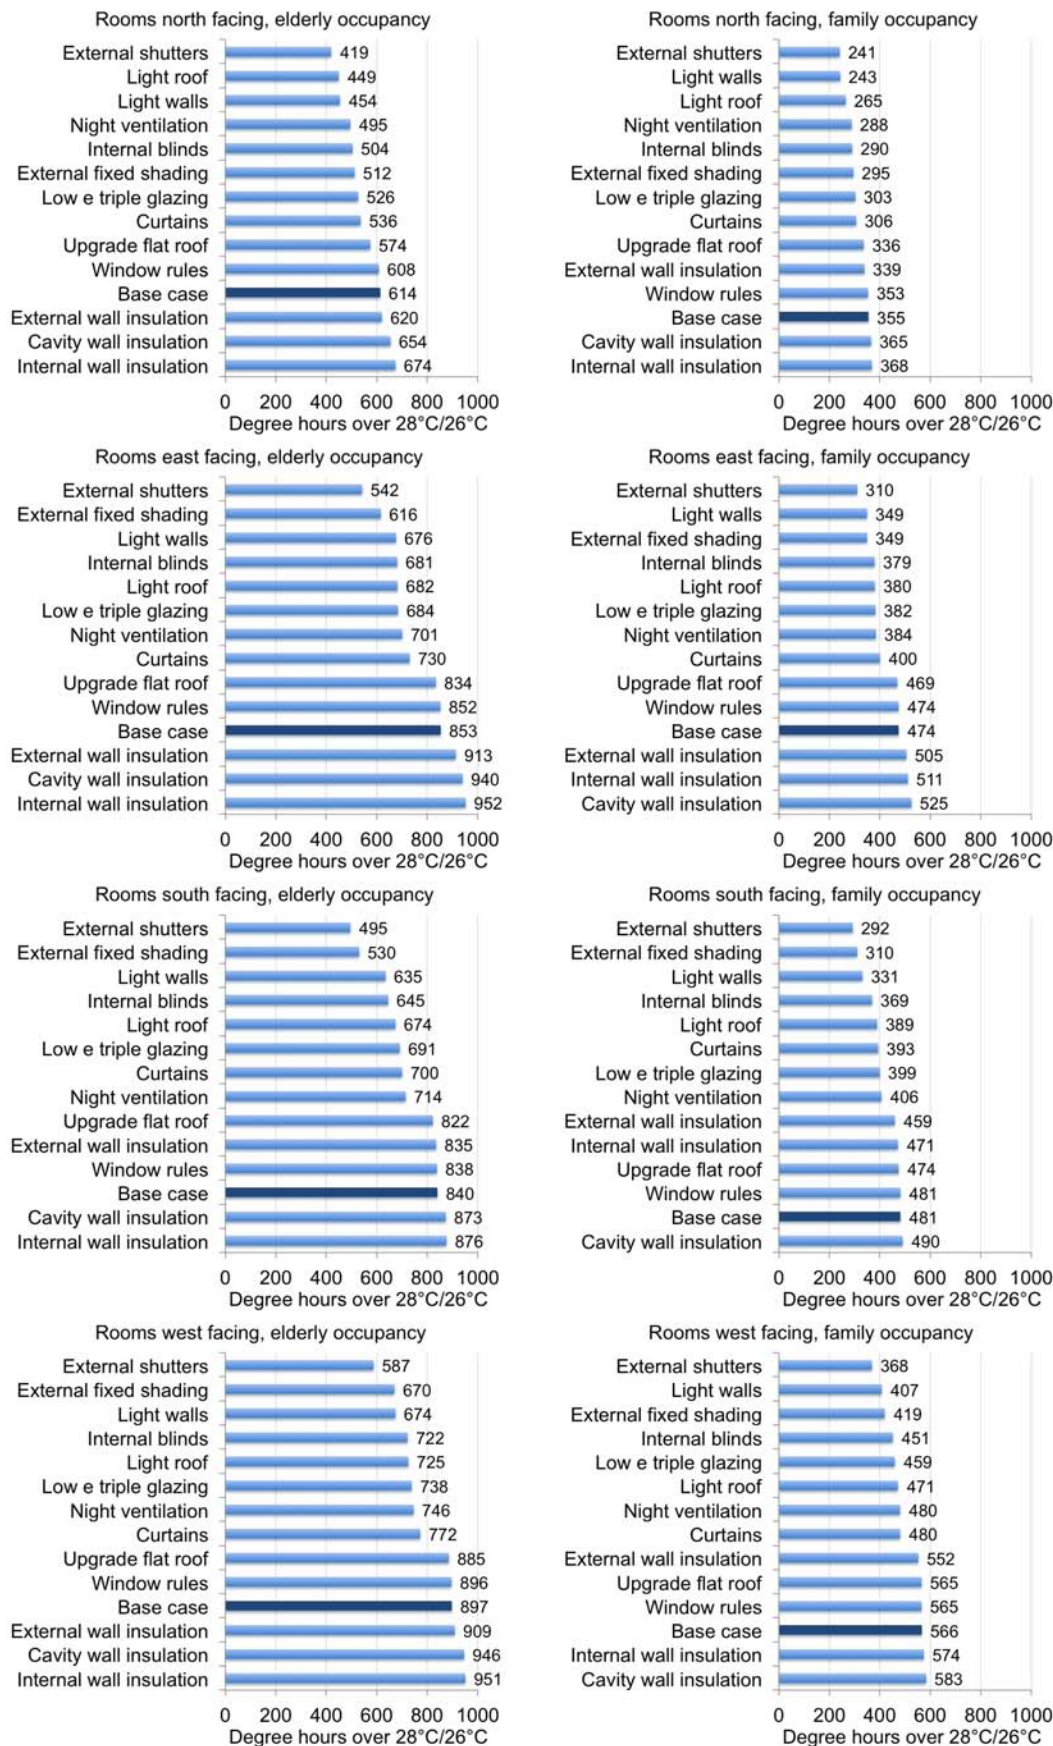 Rooms north facing, elderly occupancy
External shutters 419
Light roof 449
Light walls 454
Night ventilation 495
Internal blinds 504
External fixed shading 512
Low e triple glazing 526
Curtains 536
Upgrade flat roof 574
Window rules 608
Base case 614
External wall insulation 620
Cavity wall insulation 654
Internal wall insulation 674
0 200 400 600 800 1000
Degree hours over 28°C/26°C
Rooms north facing, family occupancy
External shutters 241
Light walls 243
Light roof 265
Night ventilation 288
Internal blinds 290
External fixed shading 295
Low e triple glazing 303
Curtains 306
Upgrade flat roof 336
External wall insulation 339
Window rules 353
Base case 355
Cavity wall insulation 365
Internal wall insulation 368
0 200 400 600 800 1000
Degree hours over 28°C/26°C
Rooms east facing, elderly occupancy
External shutters 542
External fixed shading 616
Light walls 676
Internal blinds 681
Light roof 682
Low e triple glazing 684
Night ventilation 701
Curtains 730
Upgrade flat roof 834
Window rules 852
Base case 853
External wall insulation 913
Cavity wall insulation 940
Internal wall insulation 952
0 200 400 600 800 1000
Degree hours over 28°C/26°C
Rooms east facing, family occupancy
External shutters 310
Light walls 349
External fixed shading 349
Internal blinds 379
Light roof 380
Low e triple glazing 382
Night ventilation 384
Curtains 400
Upgrade flat roof 469
Window rules 474
Base case 474
External wall insulation 505
Internal wall insulation 511
Cavity wall insulation 525
0 200 400 600 800 1000
Degree hours over 28°C/26°C
Rooms south facing, elderly occupancy
External shutters 495
External fixed shading 530
Light walls 635
Internal blinds 645
Light roof 674
Low e triple glazing 691
Curtains 700
Night ventilation 714
Upgrade flat roof 822
External wall insulation 835
Window rules 838
Base case 840
Cavity wall insulation 873
Internal wall insulation 876
0 200 400 600 800 1000
Degree hours over 28°C/26°C
Rooms south facing, family occupancy
External shutters 292
External fixed shading 310
Light walls 331
Internal blinds 369
Light roof 389
Curtains 393
Low e triple glazing 399
Night ventilation 406
External wall insulation 459
Internal wall insulation 471
Upgrade flat roof 474
Window rules 481
Base case 481
Cavity wall insulation 490
0 200 400 600 800 1000
Degree hours over 28°C/26°C
Rooms west facing, elderly occupancy
External shutters 587
External fixed shading 670
Light walls 674
Internal blinds 722
Light roof 725
Low e triple glazing 738
Night ventilation 746
Curtains 772
Upgrade flat roof 885
Window rules 896
Base case 897
External wall insulation 909
Cavity wall insulation 946
Internal wall insulation 951
0 200 400 600 800 1000
Degree hours over 28°C/26°C
Rooms west facing, family occupancy
External shutters 368
Light walls 407
External fixed shading 419
Internal blinds 451
Low e triple glazing 459
Light roof 471
Night ventilation 480
Curtains 480
External wall insulation 552
Upgrade flat roof 565
Window rules 565
Base case 566
Internal wall insulation 574
Cavity wall insulation 583
0 200 400 600 800 1000
Degree hours over 28°C/26°C